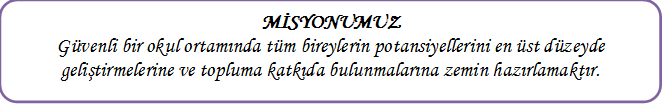 MİSYONUMUZ
Güvenli bir okul ortamında tüm bireylerin potansiyellerini en üst düzeyde
geliştirmelerine ve topluma katkıda bulunmalarına zemin hazırlamaktır.